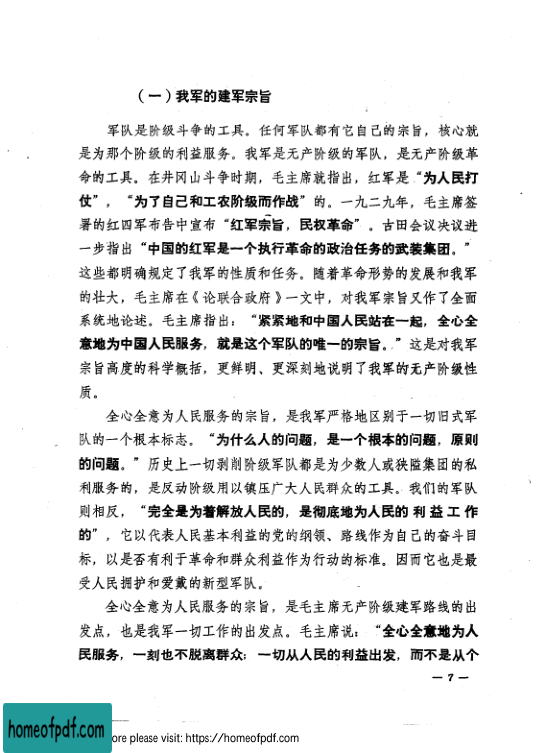 （一）我军的建军宗旨
军队是阶级斗争的工具。任何军队都有它自己的宗旨，核心就
是为那个阶级的利益服务。我军是无产阶级的军队，是无产阶级革
命的工具。在井冈山斗争时期，毛主席就指出，红军是“为人民打
仗”，“为了自己和工农阶级而作战”的。一九二九年，毛主席签
署的红四军布告中宣布“红军宗旨，民权革命”。古田会议决议进
一步指出“中国的红军是一个执行革命的政治任务的武装集团。”
这些都明确规定了我军的性质和任务。随着革命形势的发展和我军
的壮大，毛主席在《论联合政府》一文中，对我军宗旨又作了全面
系统地论述。毛主席指出：“紧紧地和中国人民站在一起，全心全
意地为中国人民服务，就是这个军队的唯一的宗旨。”这是对我军
宗旨高度的科学概括，更鲜明、更深刻地说明了我军的无产阶级性
质。
全心全意为人民服务的宗旨，是我军严格地区别于一切旧式军
队的一个根本标志。“为什么人的问题，是一个根本的问题，原则
的问题。”历史上一切剥削阶级军队都是为少数人或狭隘集团的私
利服务的，是反动阶级用以镇压广大人民群众的工具。我们的军队
则相反，“完全是为着解放人民的，是彻底地为人民的利益工作
的”，它以代表人民基本利益的党的纲领、路线作为自己的奋斗目
标，以是否有利于革命和群众利益作为行动的标准。因而它也是最
受人民拥护和爱戴的新型军队。
全心全意为人民服务的宗旨，是毛主席无产阶级建军路线的出
发点，也是我军一切工作的出发点。毛主席说：“全心全意地为人
民服务，一刻也不脱离群众；一切从人民的利益出发，而不是从个
— 7 —
homeofpdf.com
ore please visit: https://homeofpdf.com